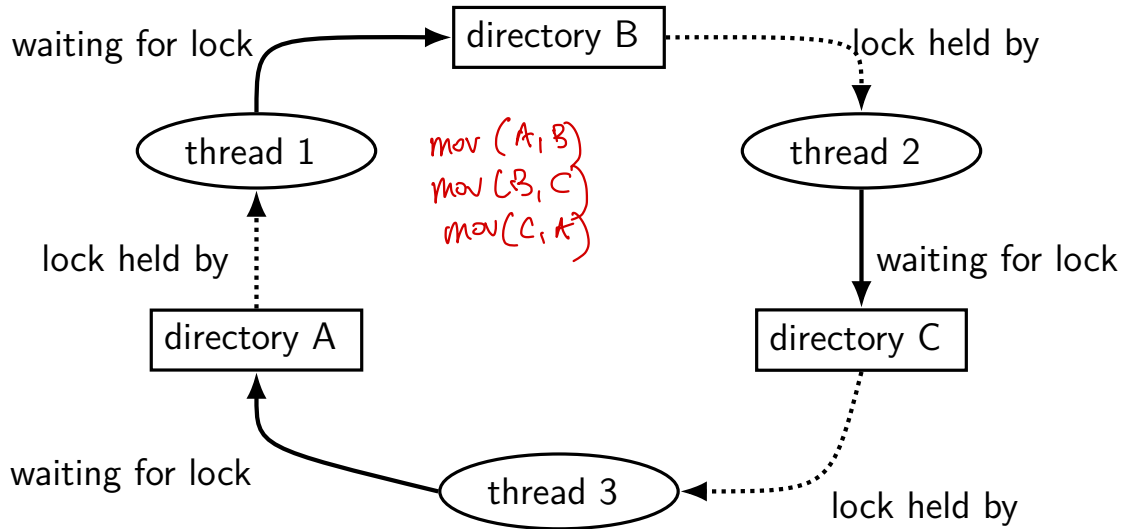 waiting for lock
directory B
lock held by
thread 1
mov (A, B)
mov (B, C)
mov (C, A)
thread 2
lock held by
waiting for lock
directory A
directory C
waiting for lock
thread 3
lock held by